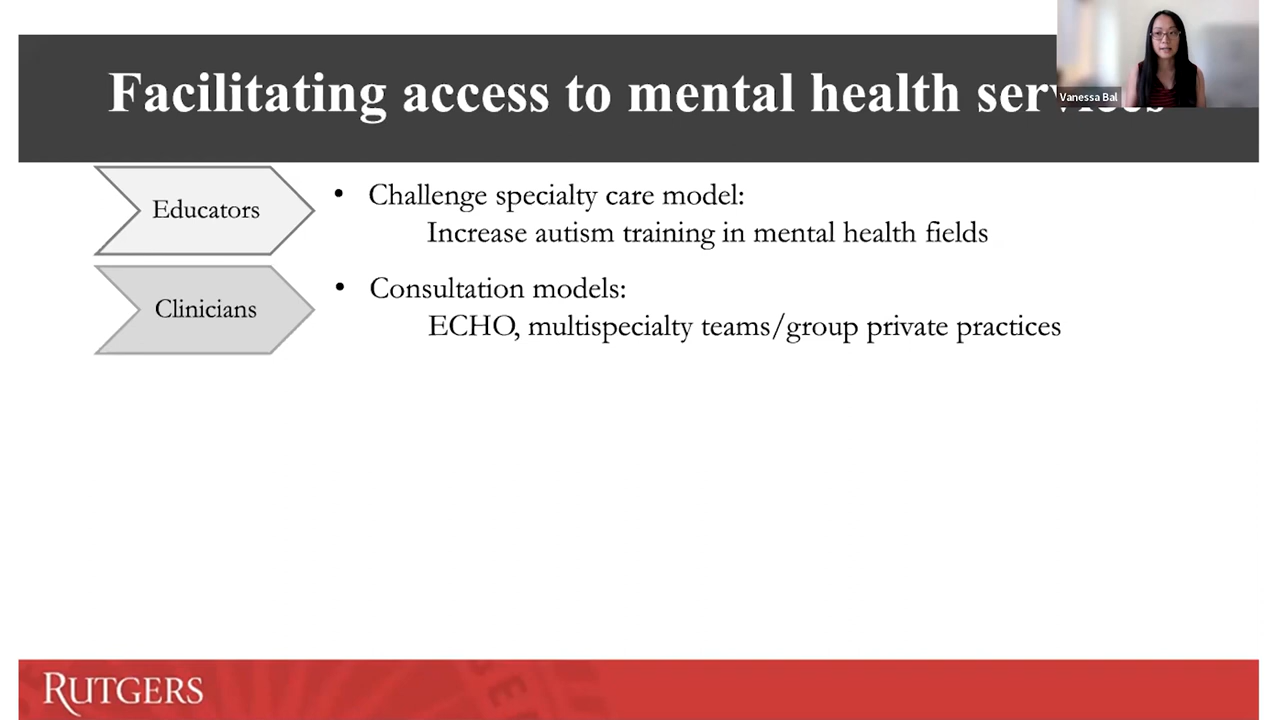 Facilitating access to mental health
Vanessa Bal
Educators
• Challenge specialty care model:
Increase autism training in mental health fields
Clinicians
• Consultation models:
ECHO, multispecialty teams/group private practices
RUTGERS